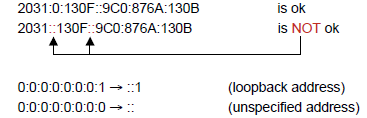 2031:0:130F::9C0:876A:130B is ok
2031::130F::9C0:876A:130B is NOT ok
0:0:0:0:0:0:0:1 → ::1 (loopback address)
0:0:0:0:0:0:0:0 → :: (unspecified address)